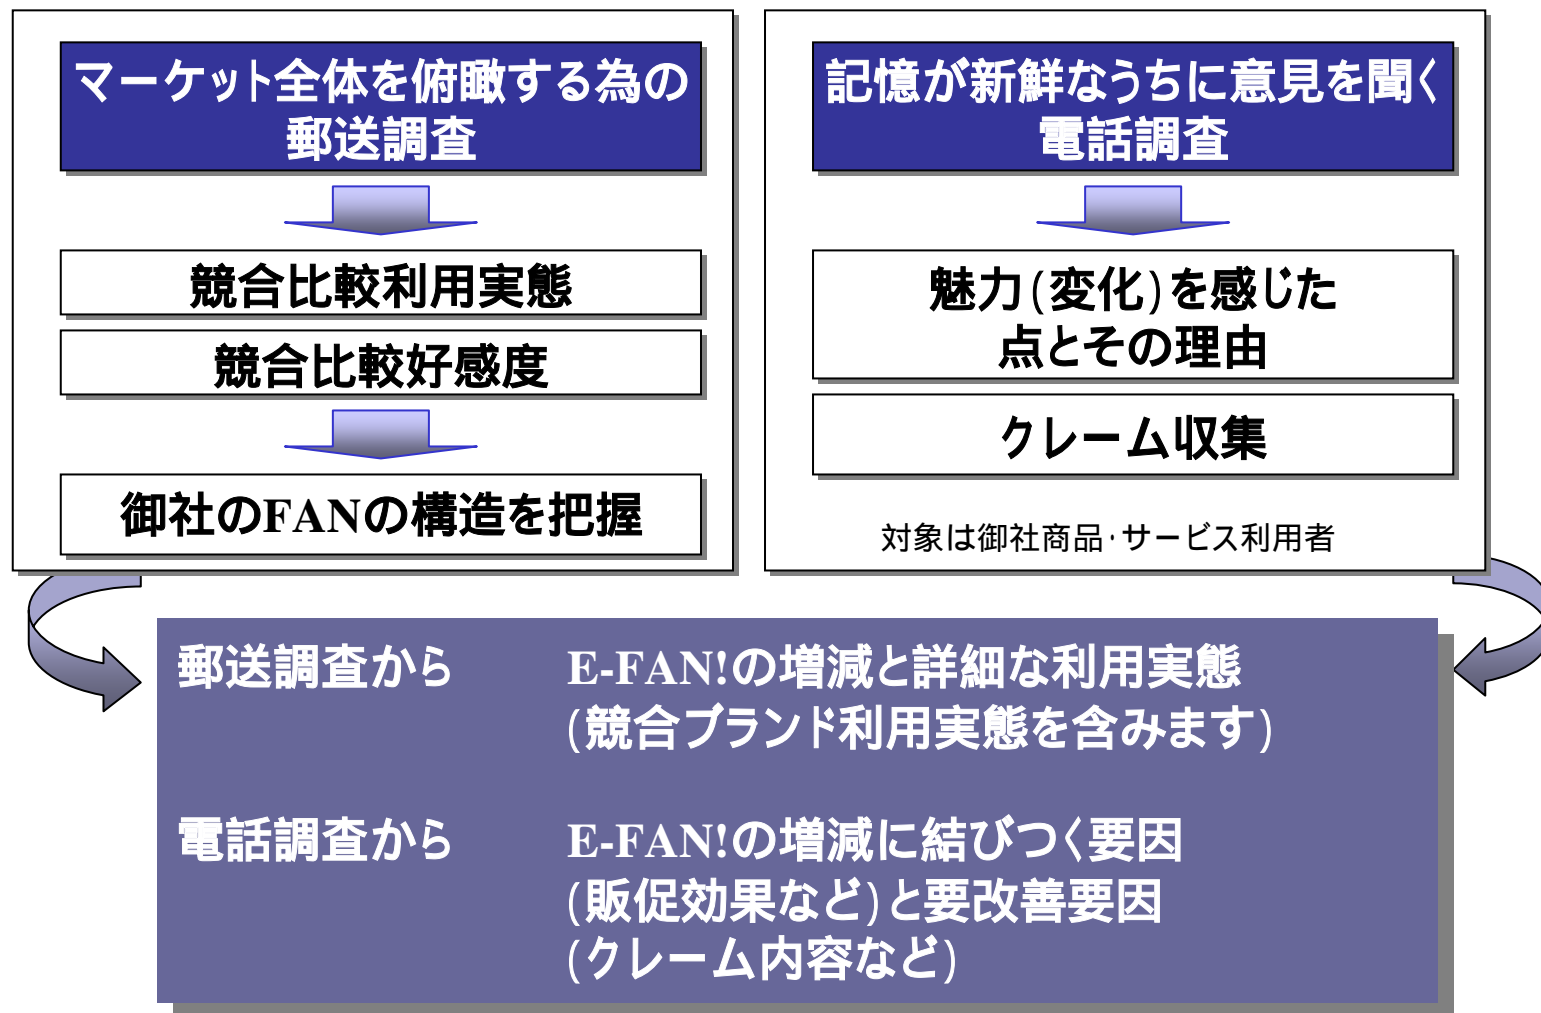 マーケット全体を俯瞰する為の
郵送調査
競合比較利用実態
競合比較好感度
御社のFANの構造を把握
記憶が新鮮なうちに意見を聞く
電話調査
魅力(変化)を感じた
点とその理由
クレーム収集
対象は御社商品・サービス利用者
郵送調査から E-FAN!の増減と詳細な利用実態
(競合ブランド利用実態を含みます)
電話調査から E-FAN!の増減に結びつく要因
(販促効果など)と要改善要因
(クレーム内容など)